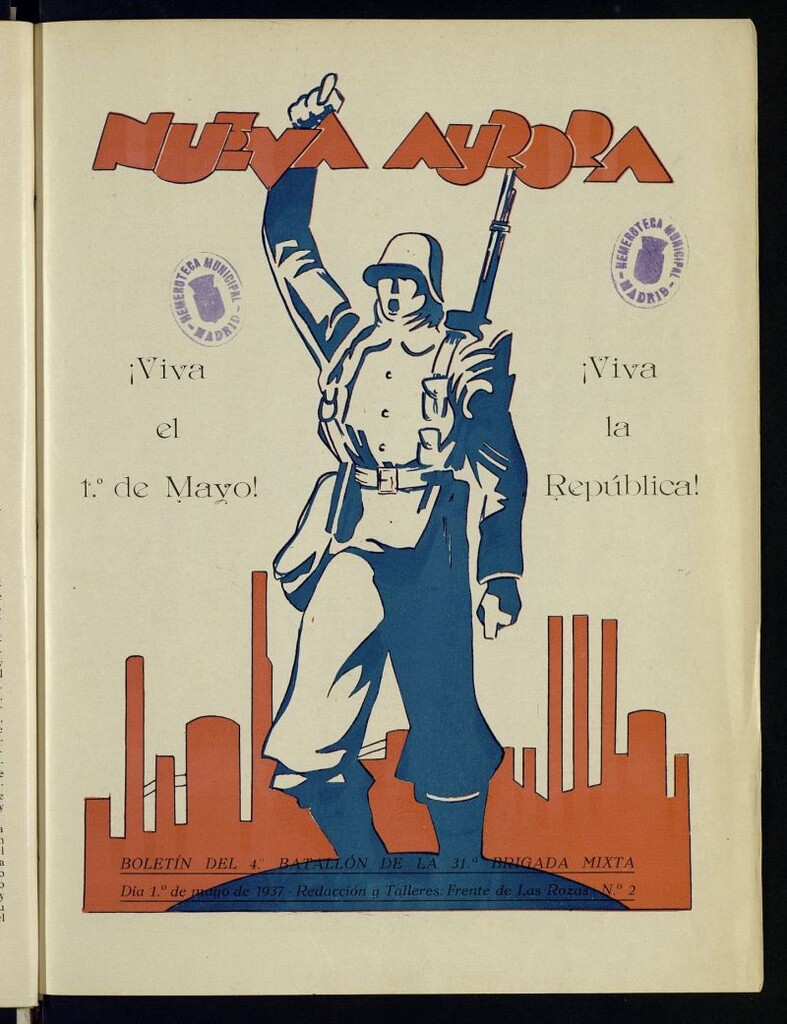 NUEVA AURORA
HEMEROTECA MUNICIPAL
MADRID
HEMEROTECA MUNICIPAL
MADRID
¡Viva
el
1.º de Mayo!
¡Viva
la
República!
BOLETÍN DEL 4.º BATALLÓN DE LA 31.ª BRIGADA MIXTA
Día 1.º de mayo de 1937 - Redacción y Talleres: Frente de Las Rozas N.º 2